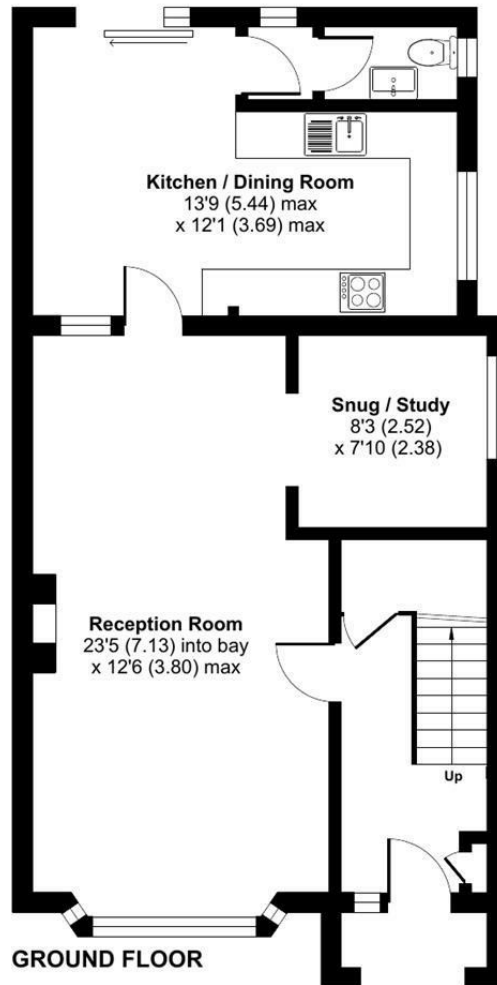 Kitchen / Dining Room
13'9 (5.44) max
x 12'1 (3.69) max
Snug / Study
8'3 (2.52)
x 7'10 (2.38)
Reception Room
23'5 (7.13) into bay
x 12'6 (3.80) max
Up
GROUND FLOOR